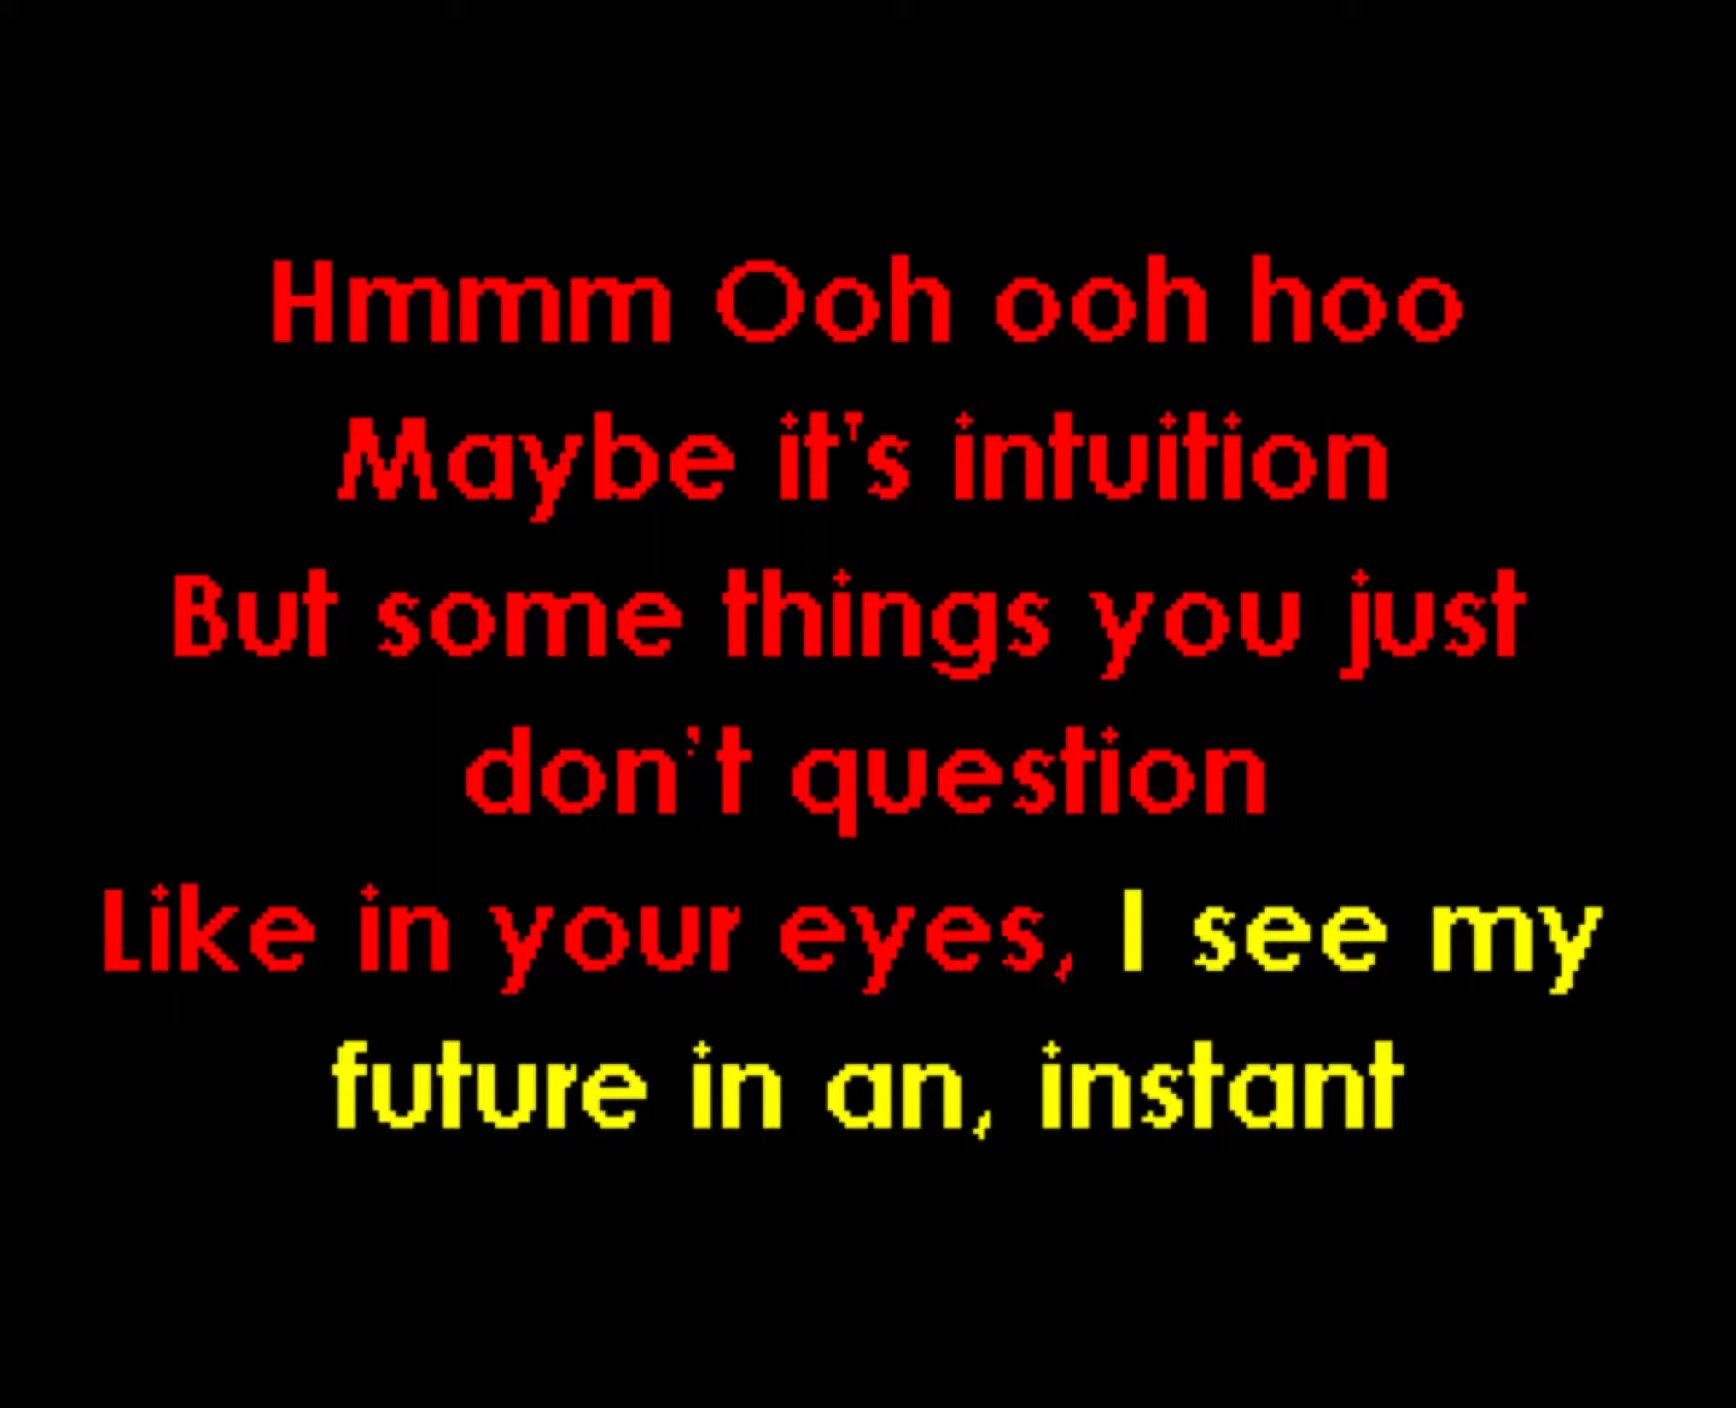 Hmmm Ooh ooh hoo
Maybe it's intuition
But some things you just
don't question
Like in your eyes, I see my
future in an, instant